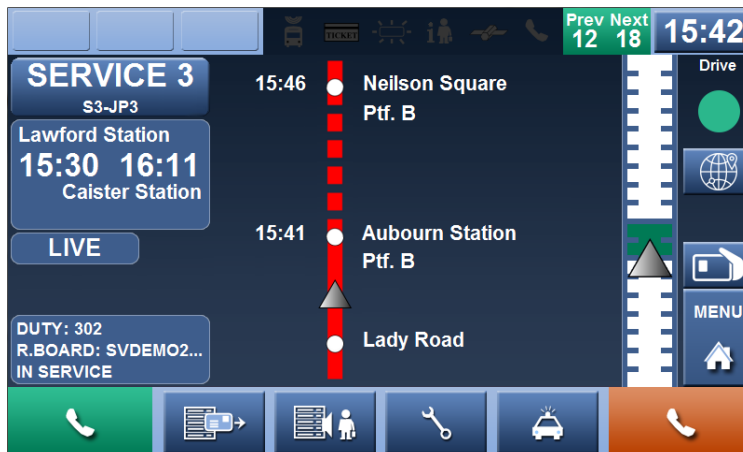 TICKET
Prev Next
12 18
15:42
SERVICE 3
S3-JP3
Lawford Station
15:30 16:11
Caister Station
LIVE
DUTY: 302
R.BOARD: SVDEMO2...
IN SERVICE
15:46 Neilson Square
Ptf. B
15:41 Aubourn Station
Ptf. B
Lady Road
Drive
MENU